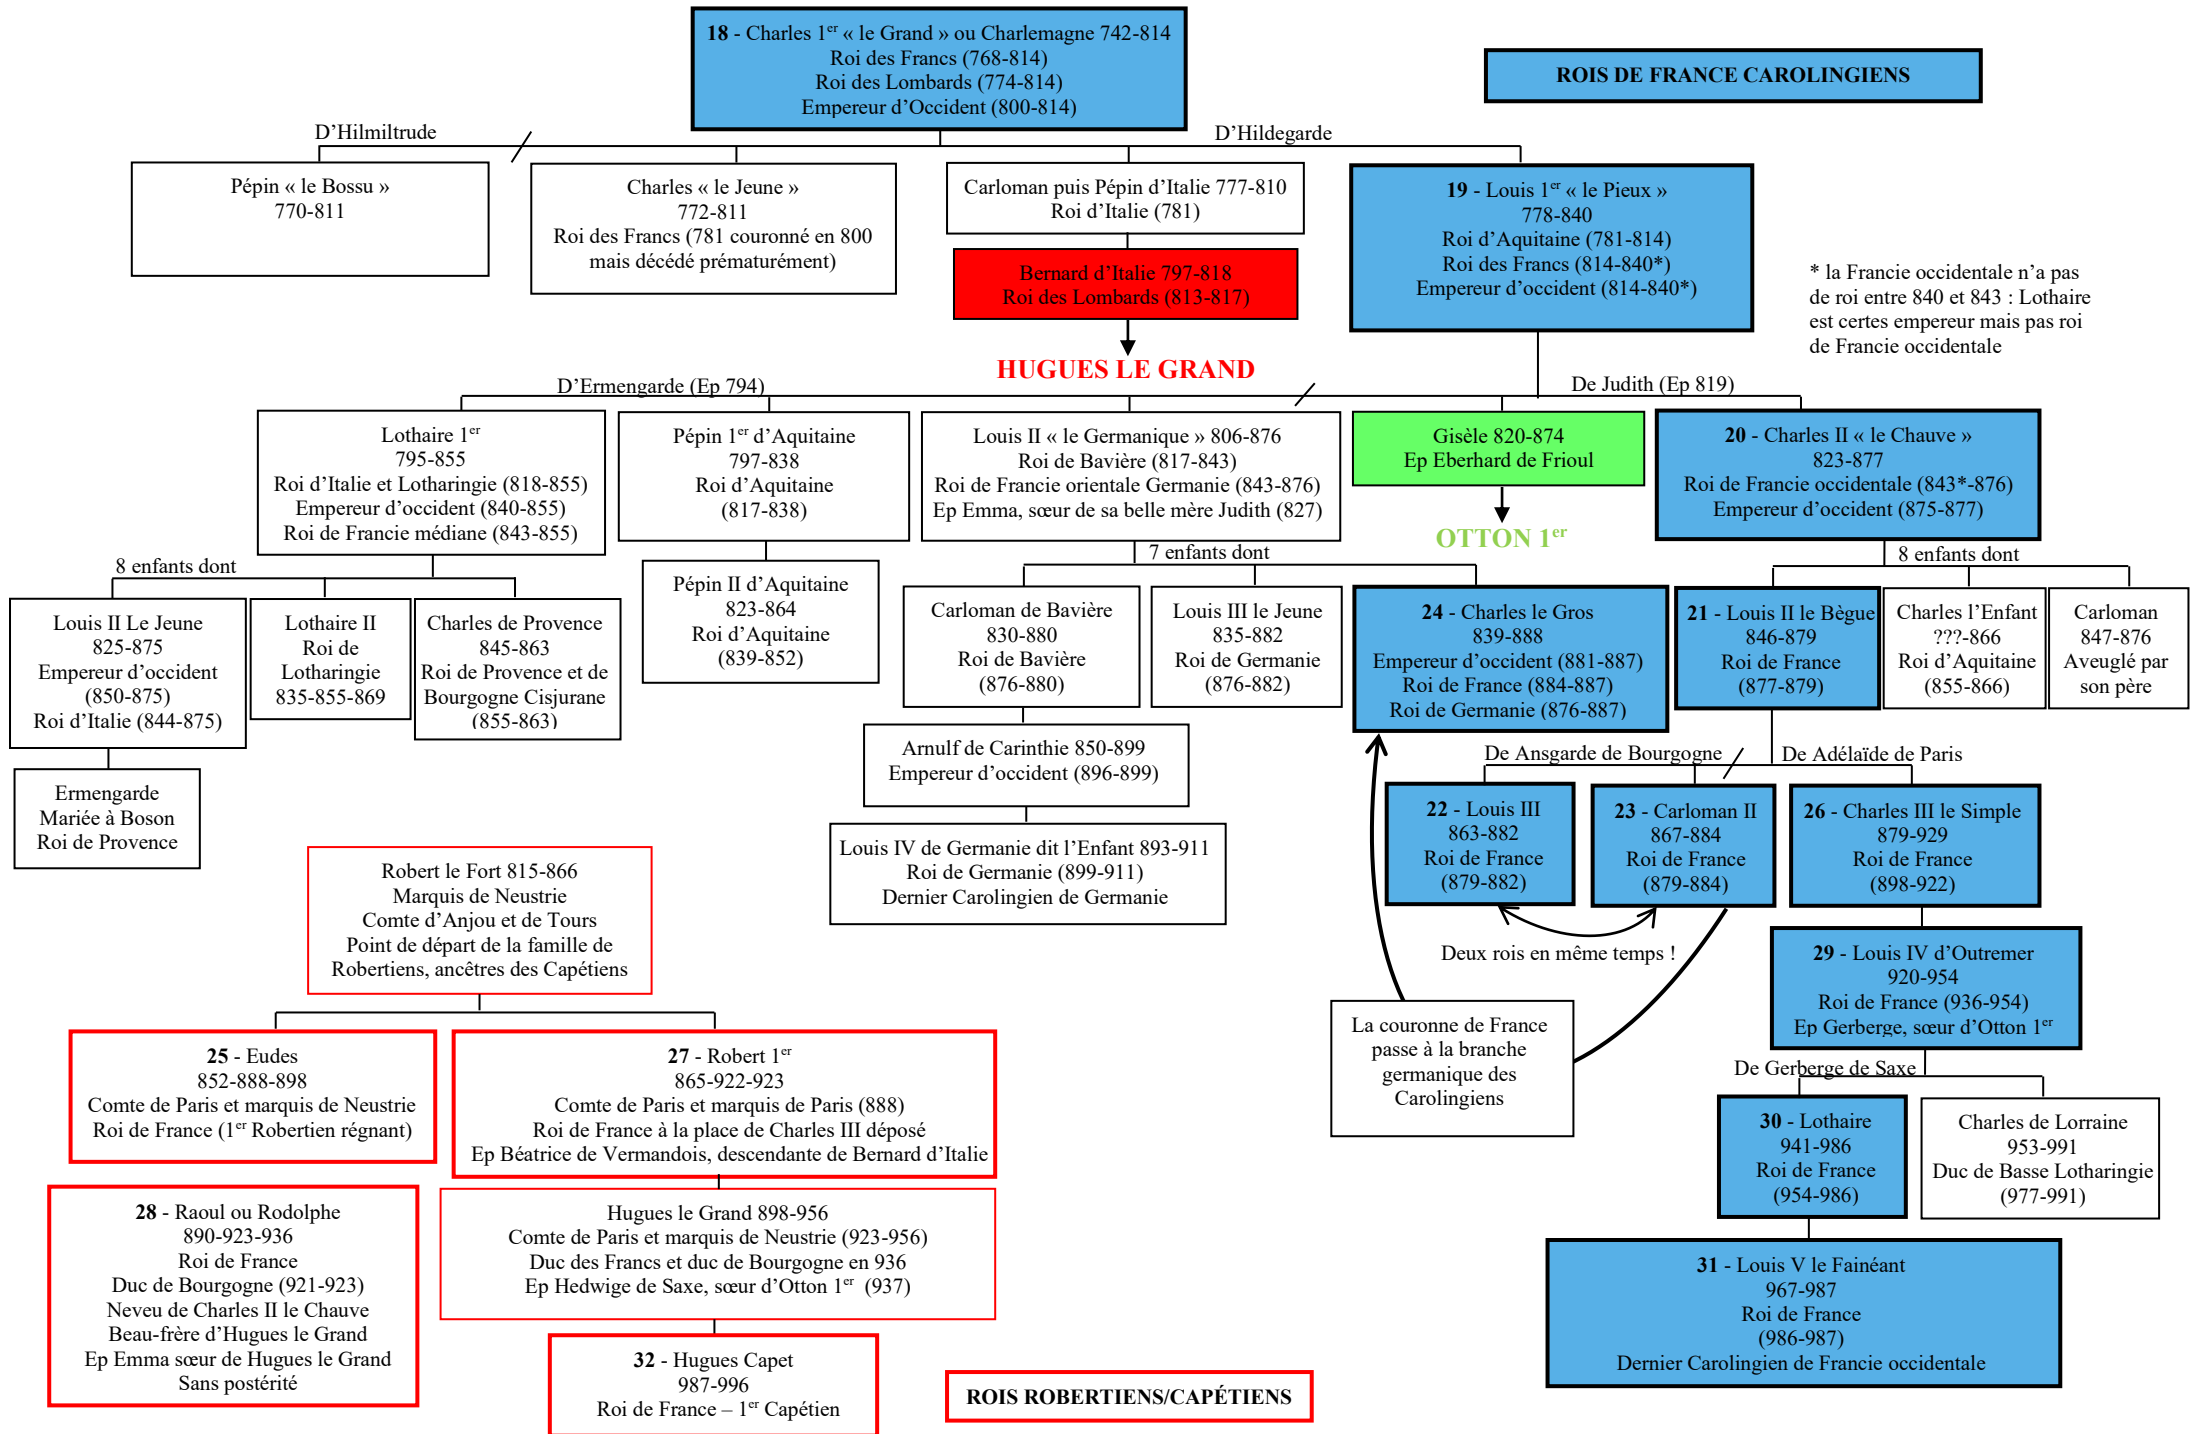 18 - Charles 1er « le Grand » ou Charlemagne 742-814
Roi des Francs (768-814)
Roi des Lombards (774-814)
Empereur d’Occident (800-814)
ROIS DE FRANCE CAROLINGIENS
D’Hilmiltrude
D’Hildegarde
Pépin « le Bossu »
770-811
Charles « le Jeune »
772-811
Roi des Francs (781 couronné en 800
mais décédé prématurément)
Carloman puis Pépin d’Italie 777-810
Roi d’Italie (781)
19 - Louis 1er « le Pieux »
778-840
Roi d’Aquitaine (781-814)
Roi des Francs (814-840*)
Empereur d’occident (814-840*)
Bernard d’Italie 797-818
Roi des Lombards (813-817)
* la Francie occidentale n’a pas
de roi entre 840 et 843 : Lothaire
est certes empereur mais pas roi
de Francie occidentale
HUGUES LE GRAND
D’Ermengarde (Ep 794)
De Judith (Ep 819)
Lothaire 1er
795-855
Roi d’Italie et Lotharingie (818-855)
Empereur d’occident (840-855)
Roi de Francie médiane (843-855)
Pépin 1er d’Aquitaine
797-838
Roi d’Aquitaine
(817-838)
Louis II « le Germanique » 806-876
Roi de Bavière (817-843)
Roi de Francie orientale Germanie (843-876)
Ep Emma, sœur de sa belle mère Judith (827)
Gisèle 820-874
Ep Eberhard de Frioul
20 - Charles II « le Chauve »
823-877
Roi de Francie occidentale (843*-876)
Empereur d’occident (875-877)
OTTON 1er
8 enfants dont
7 enfants dont
8 enfants dont
Louis II Le Jeune
825-875
Empereur d’occident
(850-875)
Roi d’Italie (844-875)
Lothaire II
Roi de
Lotharingie
835-855-869
Charles de Provence
845-863
Roi de Provence et de
Bourgogne Cisjurane
(855-863)
Pépin II d’Aquitaine
823-864
Roi d’Aquitaine
(839-852)
Carloman de Bavière
830-880
Roi de Bavière
(876-880)
Louis III le Jeune
835-882
Roi de Germanie
(876-882)
24 - Charles le Gros
839-888
Empereur d’occident (881-887)
Roi de France (884-887)
Roi de Germanie (876-887)
21 - Louis II le Bègue
846-879
Roi de France
(877-879)
Charles l’Enfant
???-866
Roi d’Aquitaine
(855-866)
Carloman
847-876
Aveuglé par
son père
Ermengarde
Mariée à Boson
Roi de Provence
Arnulf de Carinthie 850-899
Empereur d’occident (896-899)
De Ansgarde de Bourgogne
De Adélaïde de Paris
22 - Louis III
863-882
Roi de France
(879-882)
23 - Carloman II
867-884
Roi de France
(879-884)
26 - Charles III le Simple
879-929
Roi de France
(898-922)
Louis IV de Germanie dit l’Enfant 893-911
Roi de Germanie (899-911)
Dernier Carolingien de Germanie
Robert le Fort 815-866
Marquis de Neustrie
Comte d’Anjou et de Tours
Point de départ de la famille de
Robertiens, ancêtres des Capétiens
Deux rois en même temps !
29 - Louis IV d’Outremer
920-954
Roi de France (936-954)
Ep Gerberge, sœur d’Otton 1er
La couronne de France
passe à la branche
germanique des
Carolingiens
25 - Eudes
852-888-898
Comte de Paris et marquis de Neustrie
Roi de France (1er Robertien régnant)
27 - Robert 1er
865-922-923
Comte de Paris et marquis de Paris (888)
Roi de France à la place de Charles III déposé
Ep Béatrice de Vermandois, descendante de Bernard d’Italie
De Gerberge de Saxe
30 - Lothaire
941-986
Roi de France
(954-986)
Charles de Lorraine
953-991
Duc de Basse Lotharingie
(977-991)
28 - Raoul ou Rodolphe
890-923-936
Roi de France
Duc de Bourgogne (921-923)
Neveu de Charles II le Chauve
Beau-frère d’Hugues le Grand
Ep Emma sœur de Hugues le Grand
Sans postérité
Hugues le Grand 898-956
Comte de Paris et marquis de Neustrie (923-956)
Duc des Francs et duc de Bourgogne en 936
Ep Hedwige de Saxe, sœur d’Otton 1er (937)
31 - Louis V le Fainéant
967-987
Roi de France
(986-987)
Dernier Carolingien de Francie occidentale
32 - Hugues Capet
987-996
Roi de France – 1er Capétien
ROIS ROBERTIENS/CAPÉTIENS